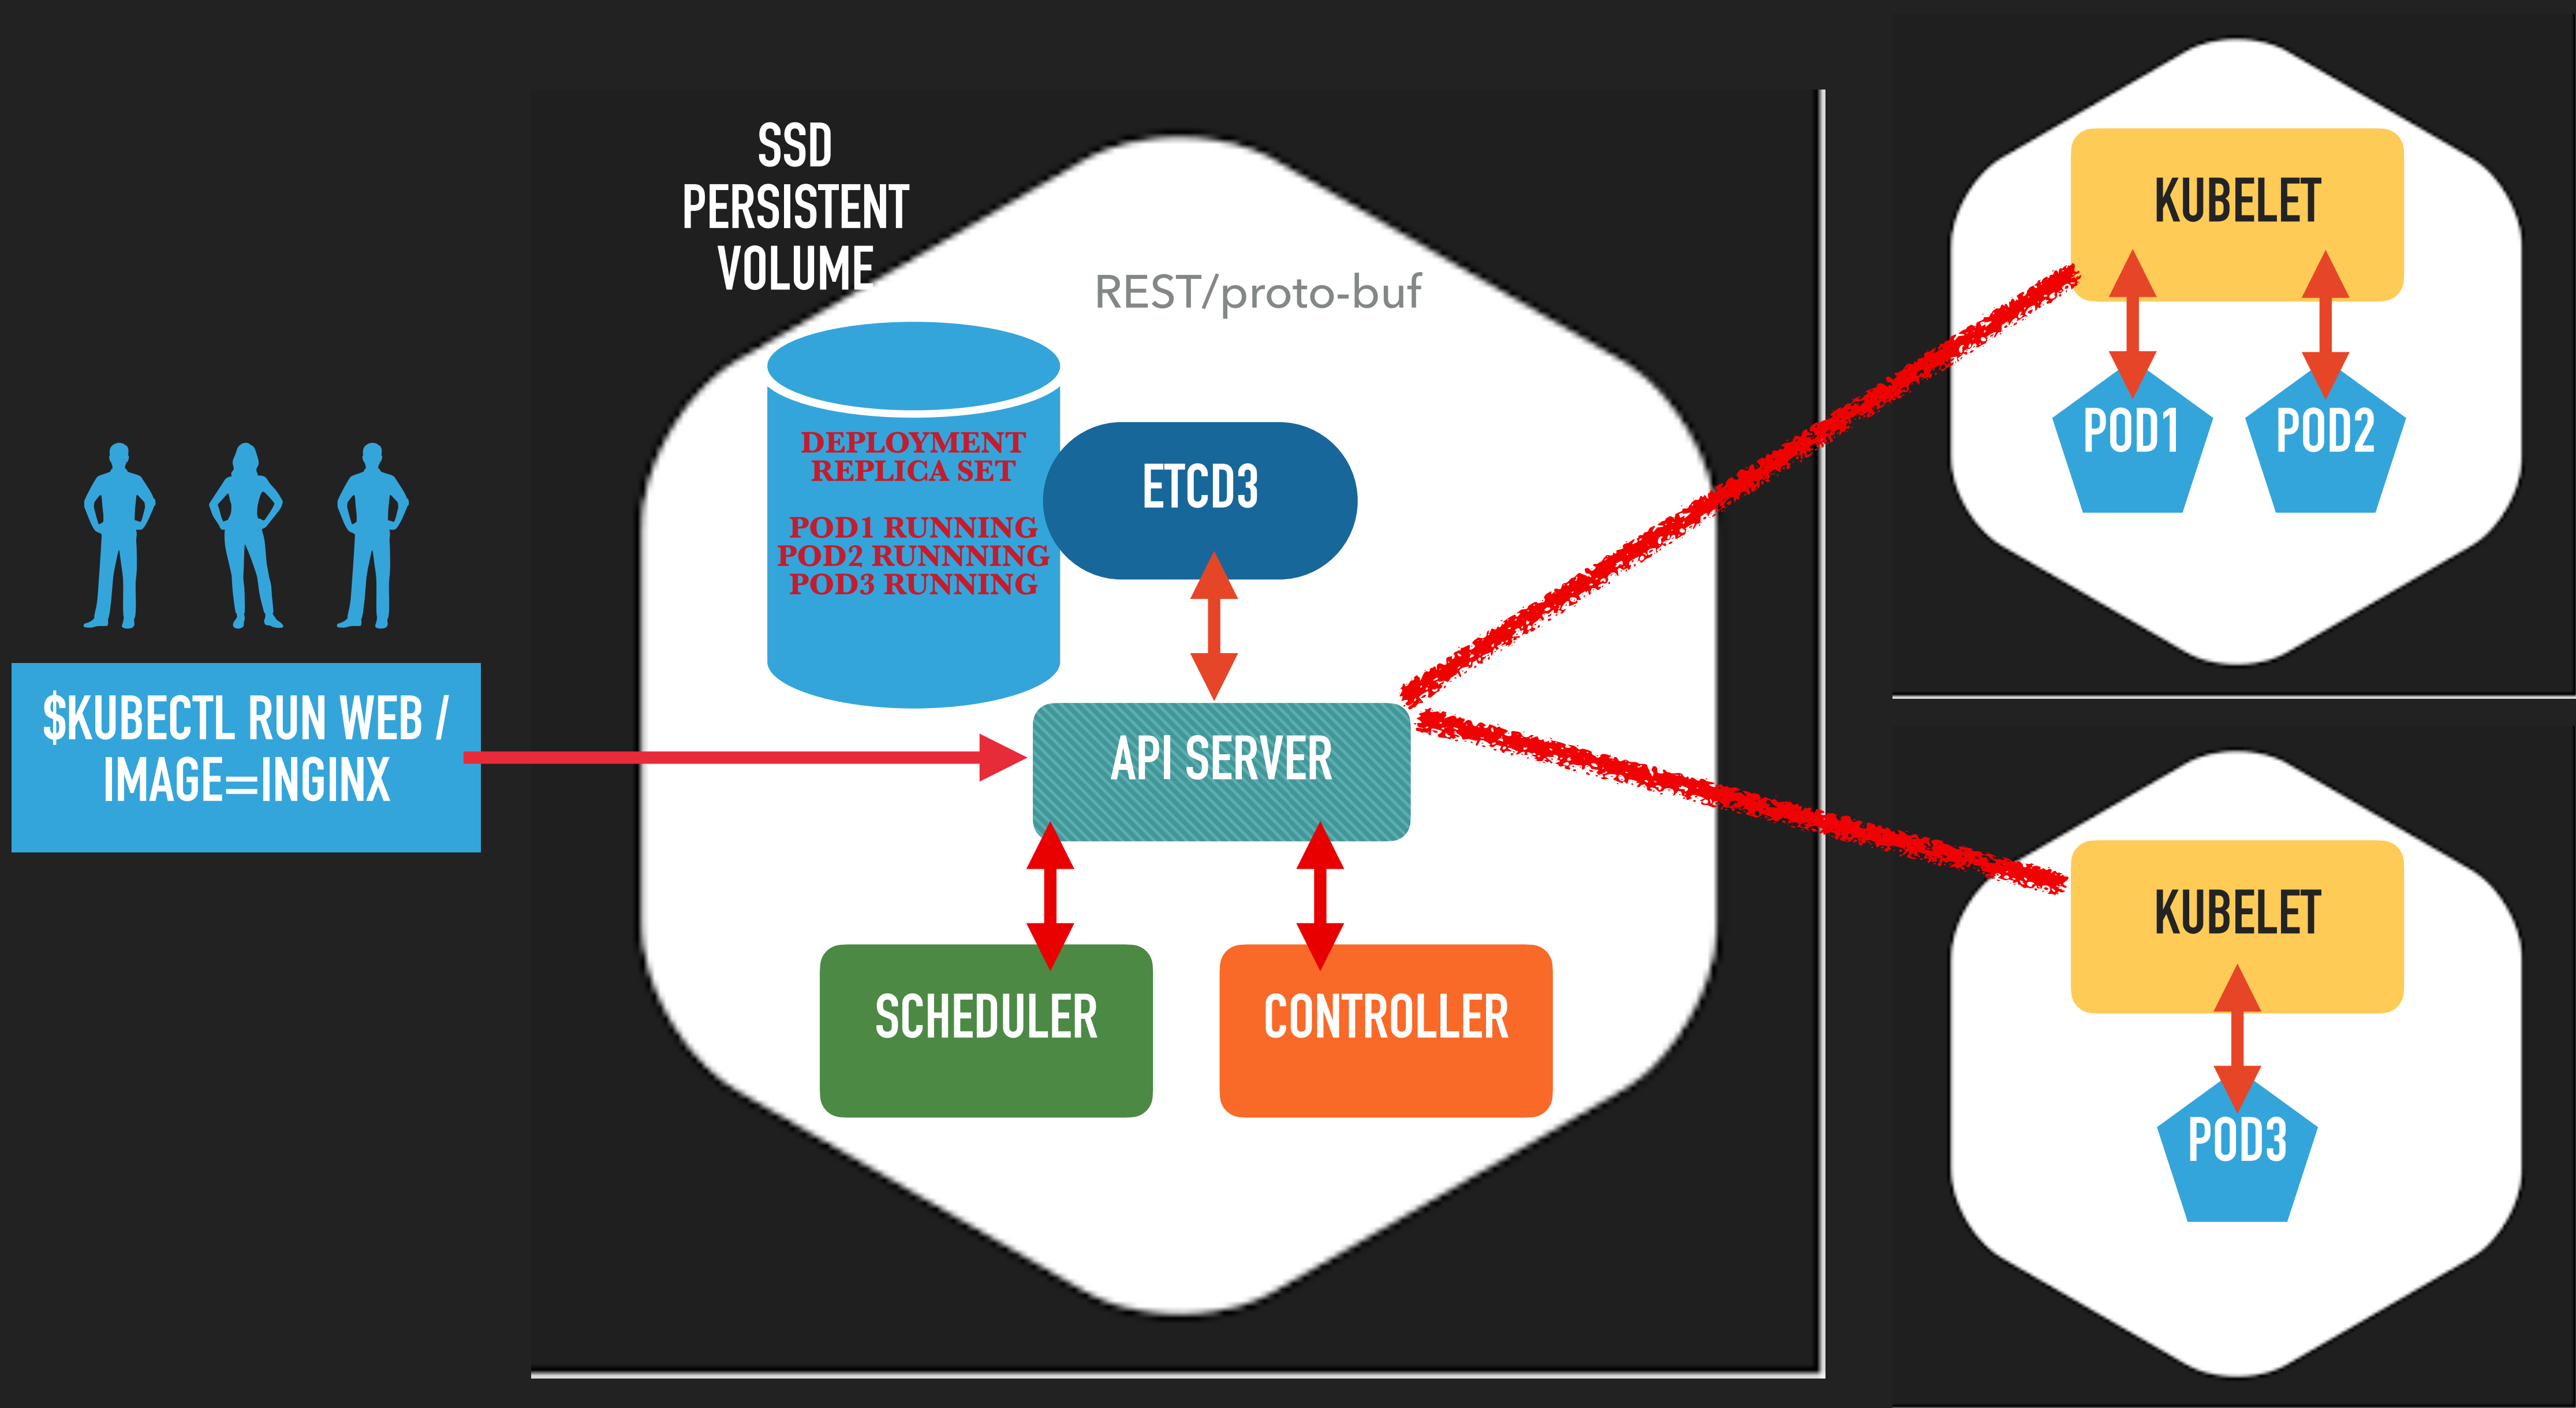 SSD
PERSISTENT
VOLUME
REST/proto-buf
DEPLOYMENT
REPLICA SET
POD1 RUNNING
POD2 RUNNNING
POD3 RUNNING
ETCD3
$KUBECTL RUN WEB /
IMAGE=INGINX
API SERVER
SCHEDULER
CONTROLLER
KUBELET
POD1
POD2
KUBELET
POD3